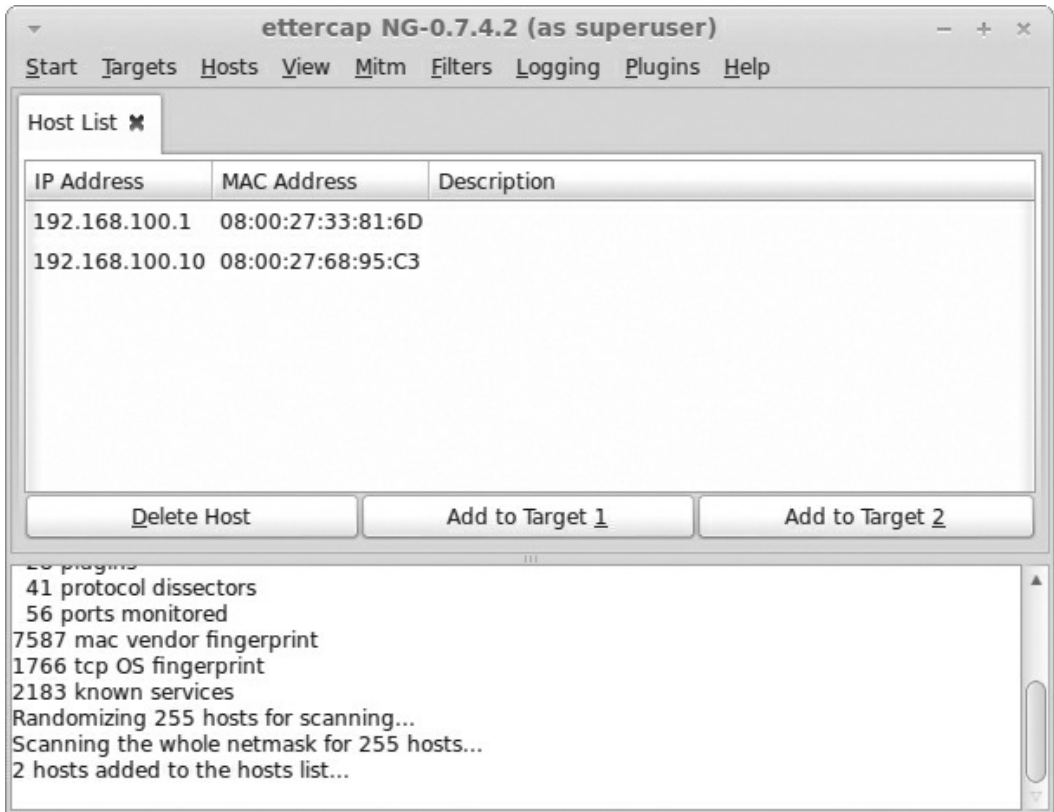 ettercap NG-0.7.4.2 (as superuser)
Start Targets Hosts View Mitm Filters Logging Plugins Help
Host List
IP Address MAC Address Description
192.168.100.1 08:00:27:33:81:6D
192.168.100.10 08:00:27:68:95:C3
Delete Host Add to Target 1 Add to Target 2
plugins
41 protocol dissectors
56 ports monitored
7587 mac vendor fingerprint
1766 tcp OS fingerprint
2183 known services
Randomizing 255 hosts for scanning...
Scanning the whole netmask for 255 hosts...
2 hosts added to the hosts list...